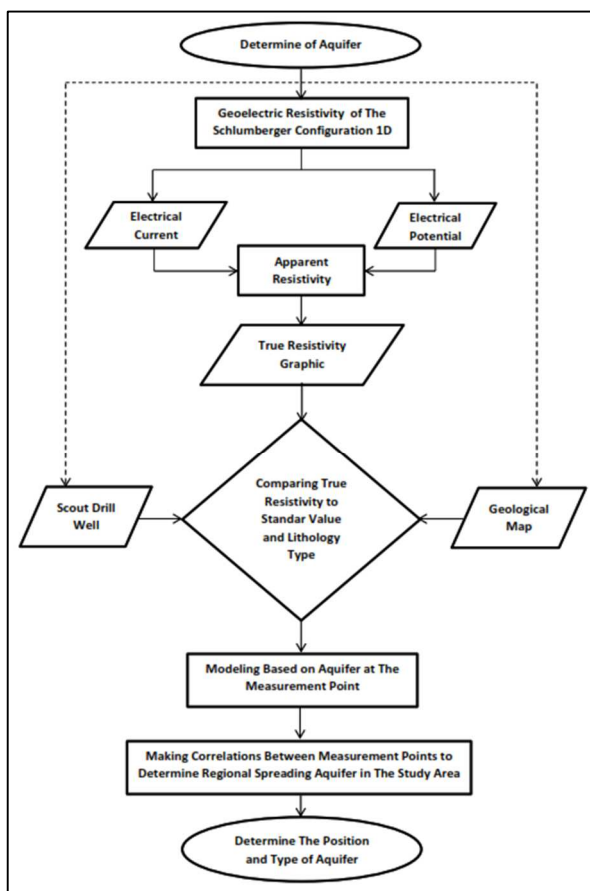 Determine of Aquifer
Geoelectric Resistivity of The
Schlumberger Configuration 1D
Electrical
Current
Electrical
Potential
Apparent
Resistivity
True Resistivity
Graphic
Scout Drill
Well
Comparing True
Resistivity to
Standar Value
and Lithology
Type
Geological
Map
Modeling Based on Aquifer at The
Measurement Point
Making Correlations Between Measurement Points to
Determine Regional Spreading Aquifer in The Study Area
Determine The Position
and Type of Aquifer